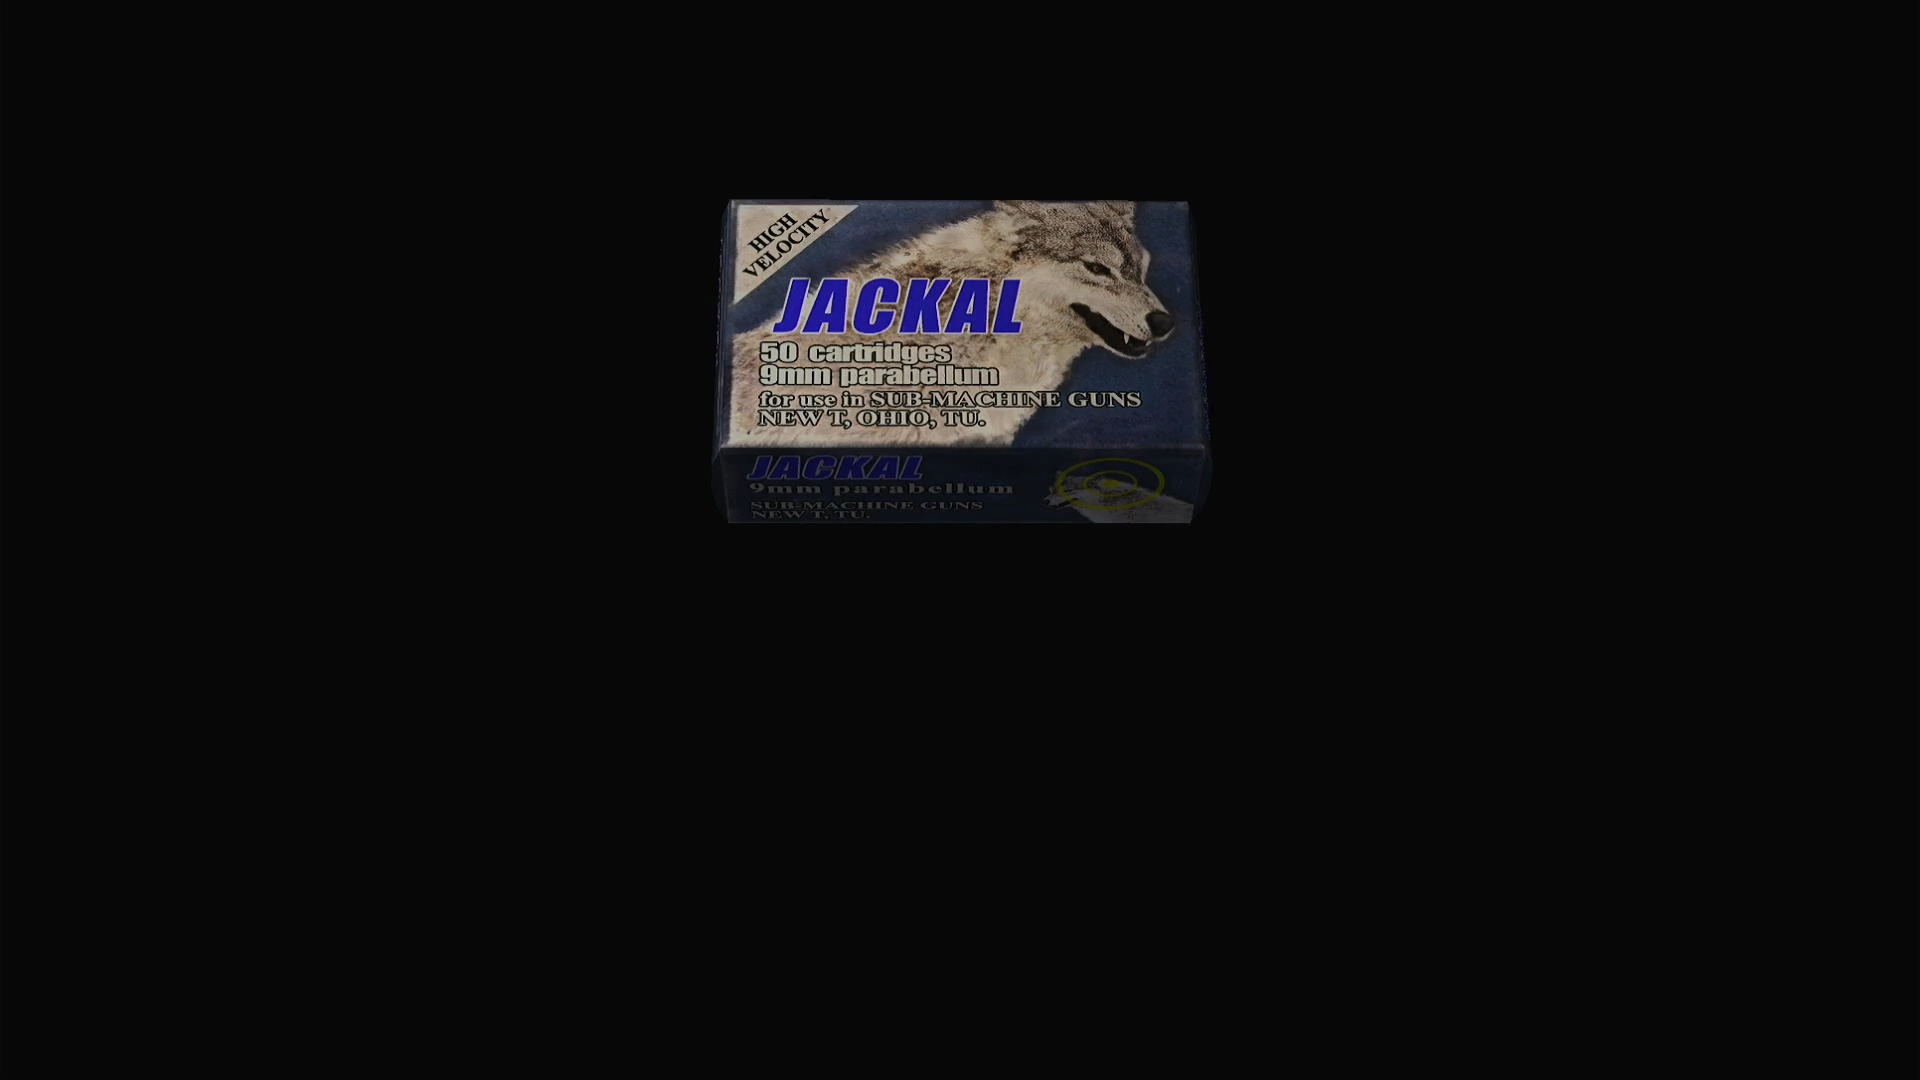 HIGH
VELOCITY
JACKAL
50 cartridges
9mm parabellum
for use in SUB-MACHINE GUNS
NEW T, OHIO, TU.
JACKAL
9mm parabellum
SUB-MACHINE GUNS
NEW T, TU.